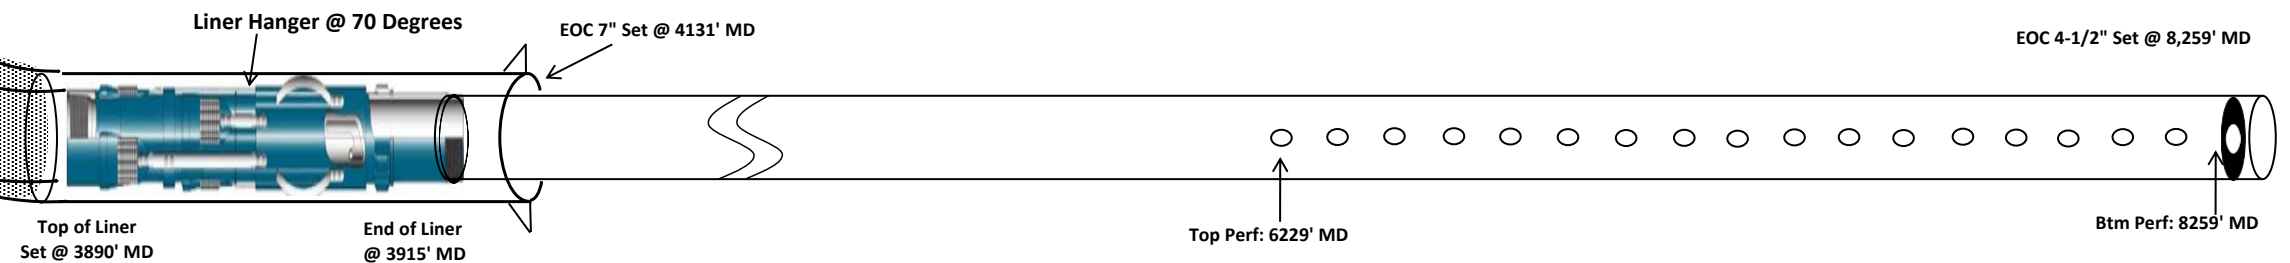 Liner Hanger @ 70 Degrees
EOC 7" Set @ 4131' MD
EOC 4-1/2" Set @ 8,259' MD
Top of Liner
Set @ 3890' MD
End of Liner
@ 3915' MD
Top Perf: 6229' MD
Btm Perf: 8259' MD